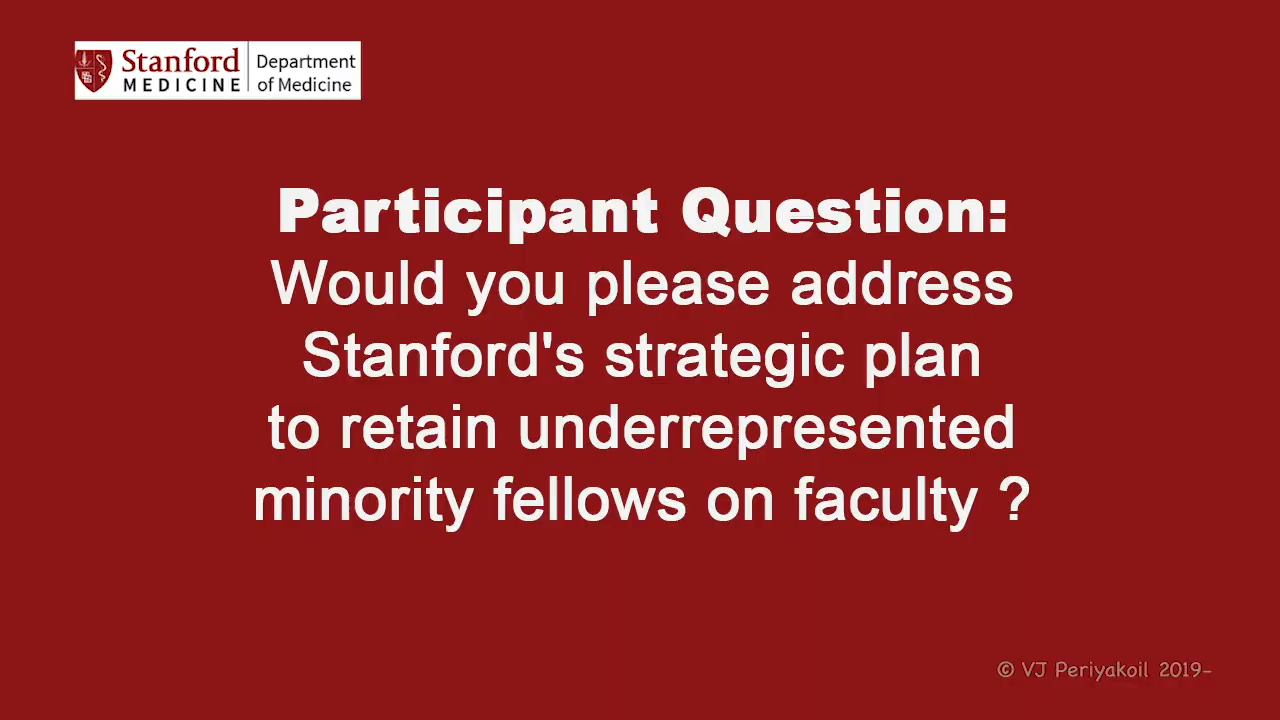 Stanford
MEDICINE
Department
of Medicine
Participant Question:
Would you please address
Stanford's strategic plan
to retain underrepresented
minority fellows on faculty ?
© VJ Periyakoil 2019-